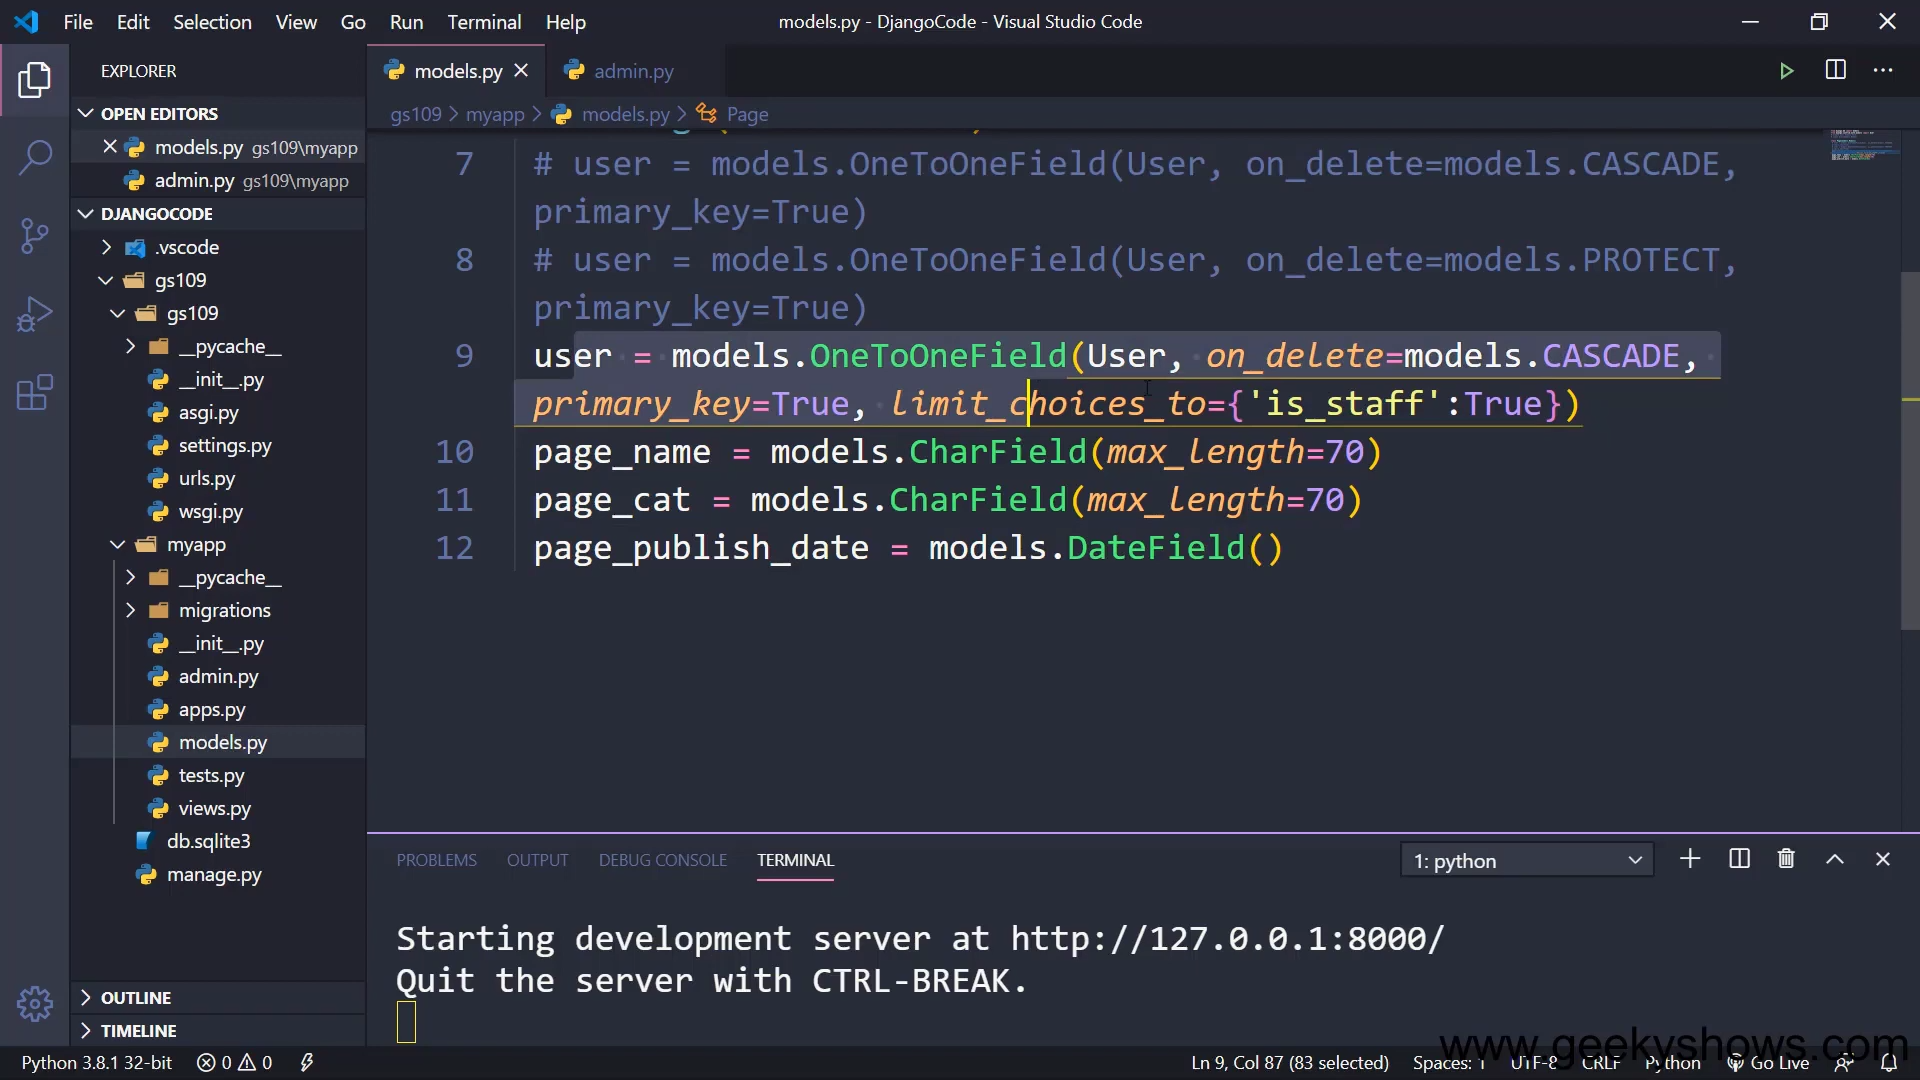 File Edit Selection View Go Run Terminal Help
models.py - DjangoCode - Visual Studio Code
EXPLORER
OPEN EDITORS
models.py gs109\myapp
admin.py gs109\myapp
DJANGOCODE
.vscode
gs109
gs109
__pycache__
__init__.py
asgi.py
settings.py
urls.py
wsgi.py
myapp
__pycache__
migrations
__init__.py
admin.py
apps.py
models.py
tests.py
views.py
db.sqlite3
manage.py
OUTLINE
TIMELINE
models.py
admin.py
gs109 > myapp > models.py > Page
7 # user = models.OneToOneField(User, on_delete=models.CASCADE,
primary_key=True)
8 # user = models.OneToOneField(User, on_delete=models.PROTECT,
primary_key=True)
9 user = models.OneToOneField(User, on_delete=models.CASCADE,
primary_key=True, limit_choices_to={'is_staff':True})
10 page_name = models.CharField(max_length=70)
11 page_cat = models.CharField(max_length=70)
12 page_publish_date = models.DateField()
PROBLEMS OUTPUT DEBUG CONSOLE TERMINAL
1: python
Starting development server at http://127.0.0.1:8000/
Quit the server with CTRL-BREAK.
www.geekyshows.com
Python 3.8.1 32-bit 0 0
Ln 9, Col 87 (83 selected) Spaces: 1 UTF-8 CRLF Python Go Live